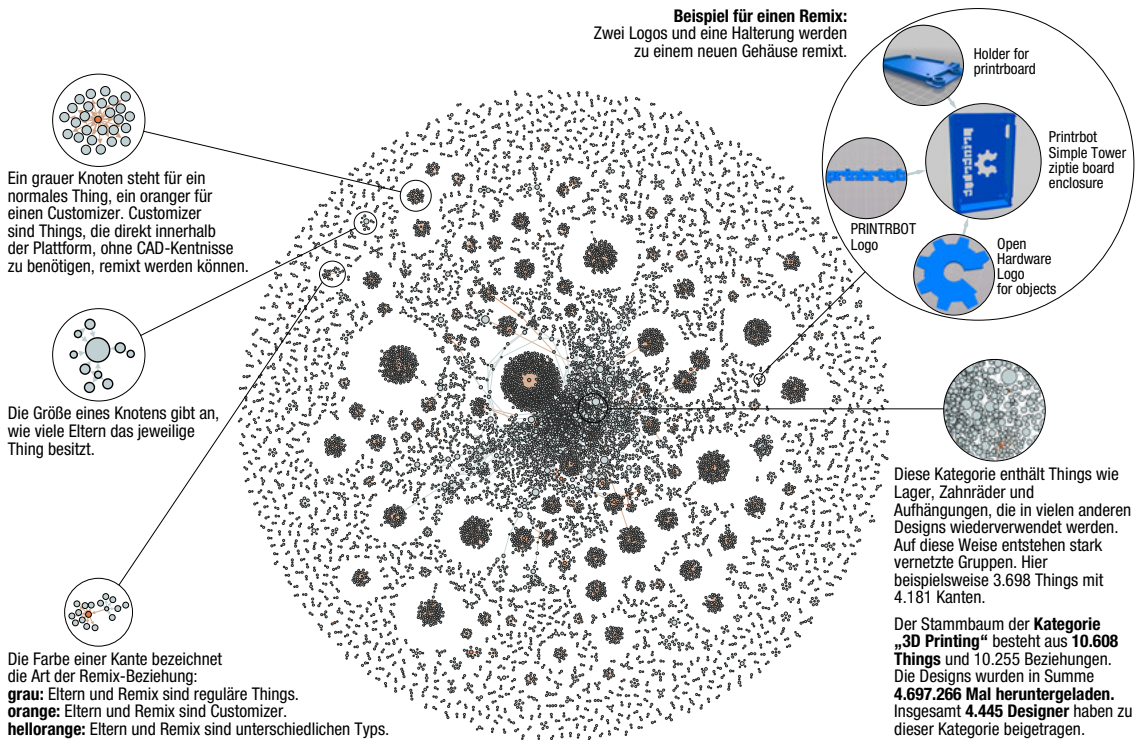 Beispiel für einen Remix:
Zwei Logos und eine Halterung werden
zu einem neuen Gehäuse remixt.
Holder for
printrboard
Printrbot
Simple Tower
ziptie board
enclosure
PRINTRBOT
Logo
Open
Hardware
Logo
for objects
Ein grauer Knoten steht für ein
normales Thing, ein oranger für
einen Customizer. Customizer
sind Things, die direkt innerhalb
der Plattform, ohne CAD-Kentnisse
zu benötigen, remixt werden können.
Die Größe eines Knotens gibt an,
wie viele Eltern das jeweilige
Thing besitzt.
Die Farbe einer Kante bezeichnet
die Art der Remix-Beziehung:
grau: Eltern und Remix sind reguläre Things.
orange: Eltern und Remix sind Customizer.
hellorange: Eltern und Remix sind unterschiedlichen Typs.
Diese Kategorie enthält Things wie
Lager, Zahnräder und
Aufhängungen, die in vielen anderen
Designs wiederverwendet werden.
Auf diese Weise entstehen stark
vernetzte Gruppen. Hier
beispielsweise 3.698 Things mit
4.181 Kanten.
Der Stammbaum der Kategorie
„3D Printing“ besteht aus 10.608
Things und 10.255 Beziehungen.
Die Designs wurden in Summe
4.697.266 Mal heruntergeladen.
Insgesamt 4.445 Designer haben zu
dieser Kategorie beigetragen.